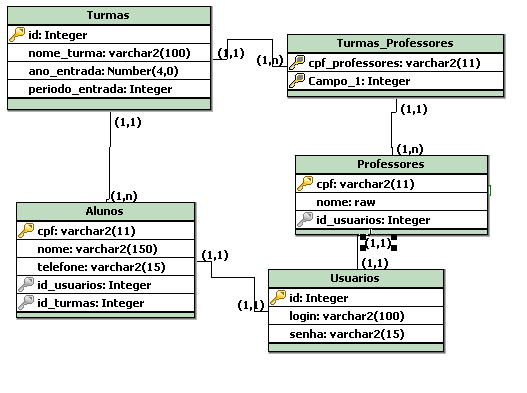 Turmas
id: Integer
nome_turma: varchar2(100)
ano_entrada: Number(4,0)
periodo_entrada: Integer
(1,1)
(1,n)
Turmas_Professores
cpf_professores: varchar2(11)
Campo_1: Integer
(1,1)
(1,n)
(1,1)
(1,n)
Professores
cpf: varchar2(11)
nome: raw
id_usuarios: Integer
(1,1)
(1,1)
Alunos
cpf: varchar2(11)
nome: varchar2(150)
telefone: varchar2(15)
id_usuarios: Integer
id_turmas: Integer
(1,1)
(1,1)
Usuarios
id: Integer
login: varchar2(100)
senha: varchar2(15)